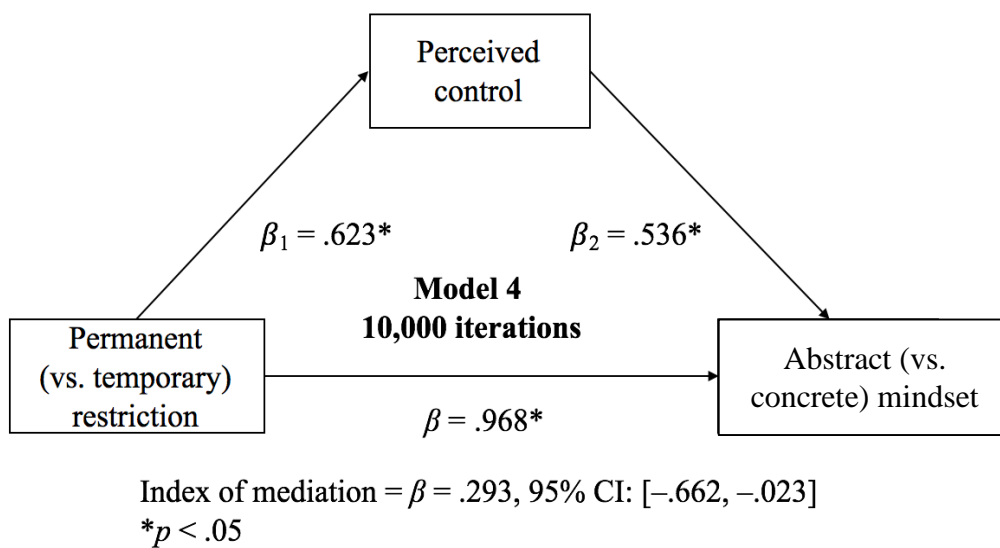 Perceived
control
β₁ = .623*
β₂ = .536*
Model 4
10,000 iterations
Permanent
(vs. temporary)
restriction
Abstract (vs.
concrete) mindset
β = .968*
Index of mediation = β = .293, 95% CI: [–.662, –.023]
*p < .05